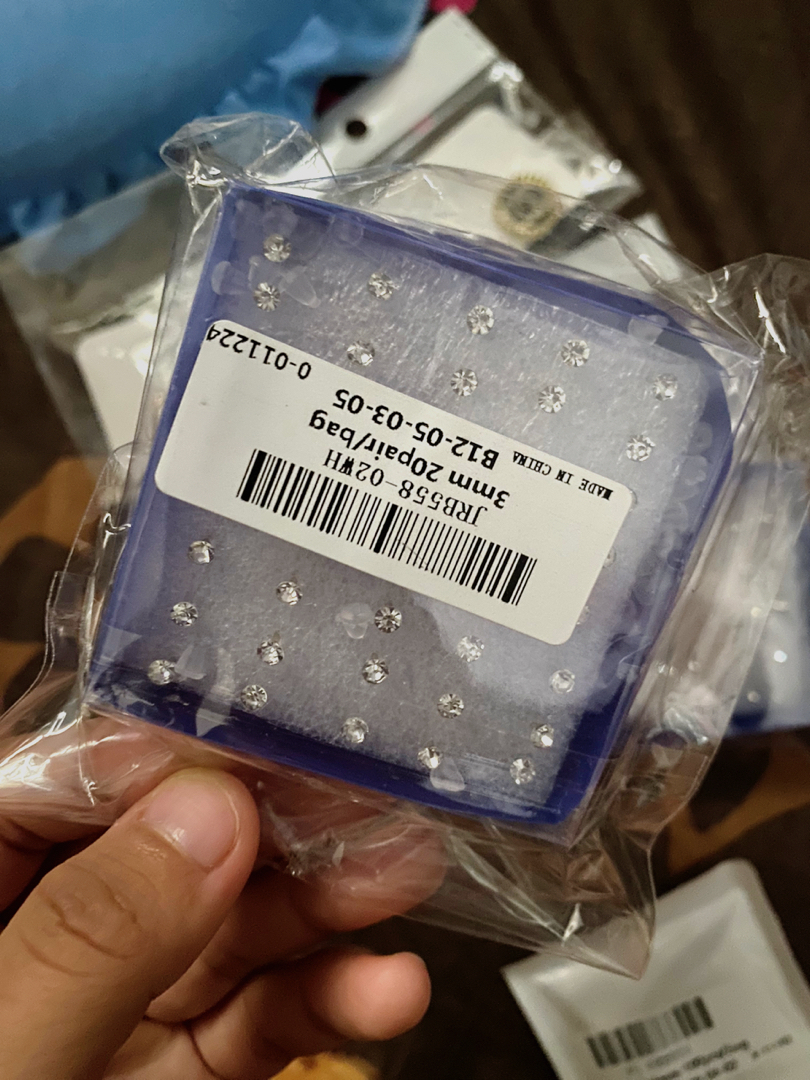 JRB558-02WH
3mm 20pair/bag
MADE IN CHINA B12-05-03-05
0-011224